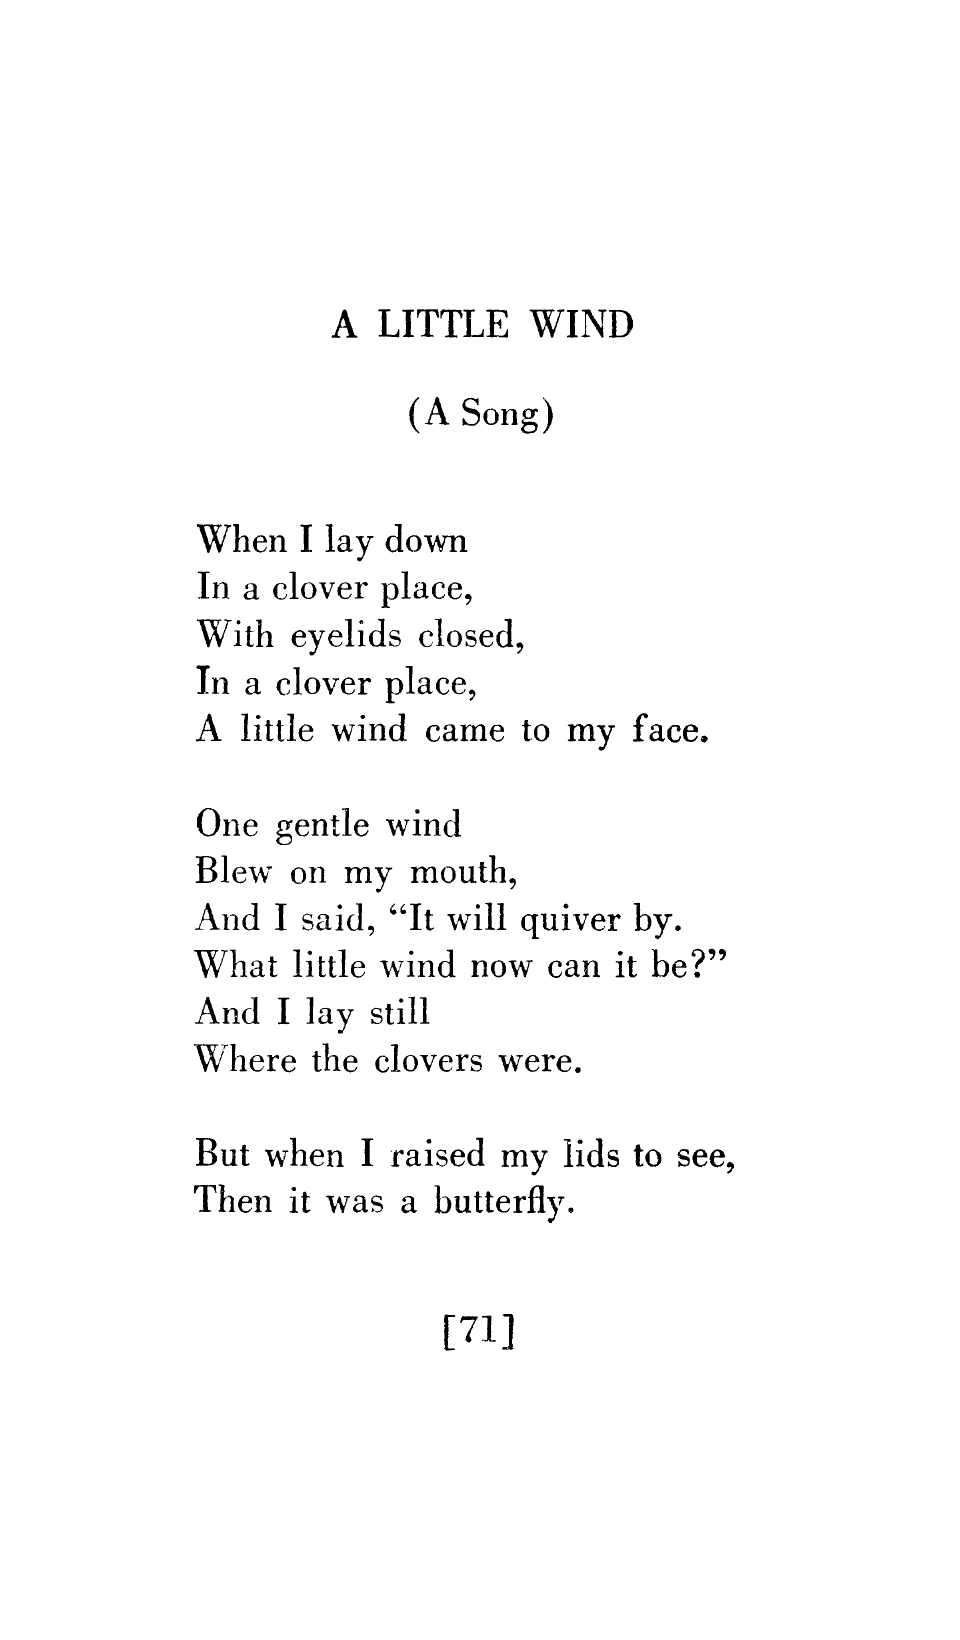 A LITTLE WIND
(A Song)
When I lay down
In a clover place,
With eyelids closed,
In a clover place,
A little wind came to my face.
One gentle wind
Blew on my mouth,
And I said, “It will quiver by.
What little wind now can it be?”
And I lay still
Where the clovers were.
But when I raised my lids to see,
Then it was a butterfly.
[71]